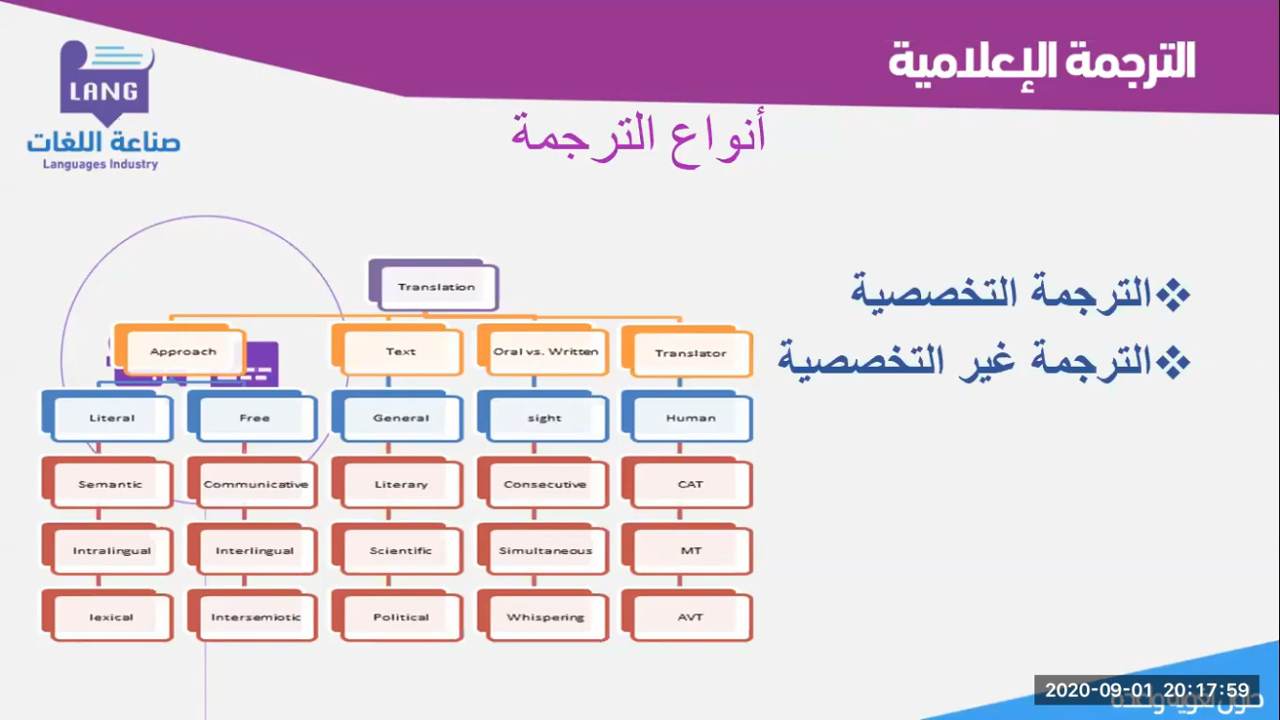 الترجمة الإعلامية
LANG
صناعة اللغات
Languages Industry
أنواع الترجمة
❖الترجمة التخصصية
❖الترجمة غير التخصصية
Translation
Approach Text Oral vs. Written Translator
Literal Free General sight Human
Semantic Communicative Literary Consecutive CAT
Intralingual Interlingual Scientific Simultaneous MT
lexical Intersemiotic Political Whispering AVT
2020-09-01 20:17:59